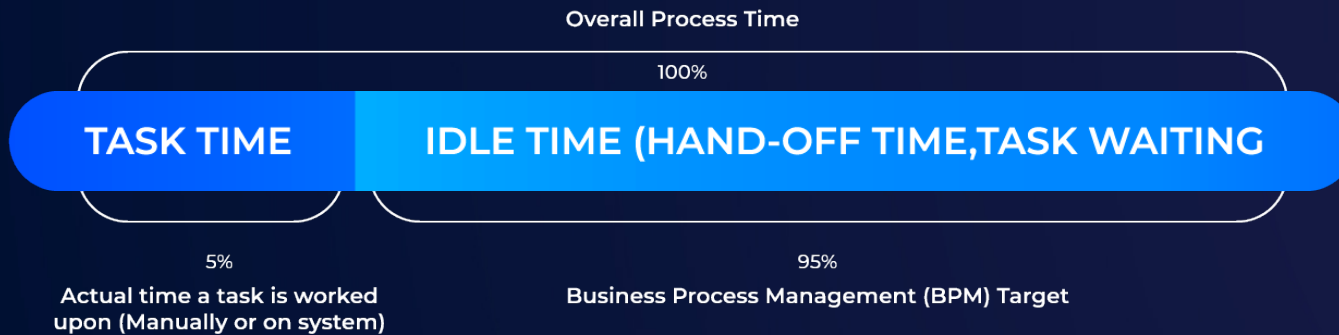 Overall Process Time
100%
TASK TIME
IDLE TIME (HAND-OFF TIME,TASK WAITING
5%
95%
Actual time a task is worked
upon (Manually or on system)
Business Process Management (BPM) Target